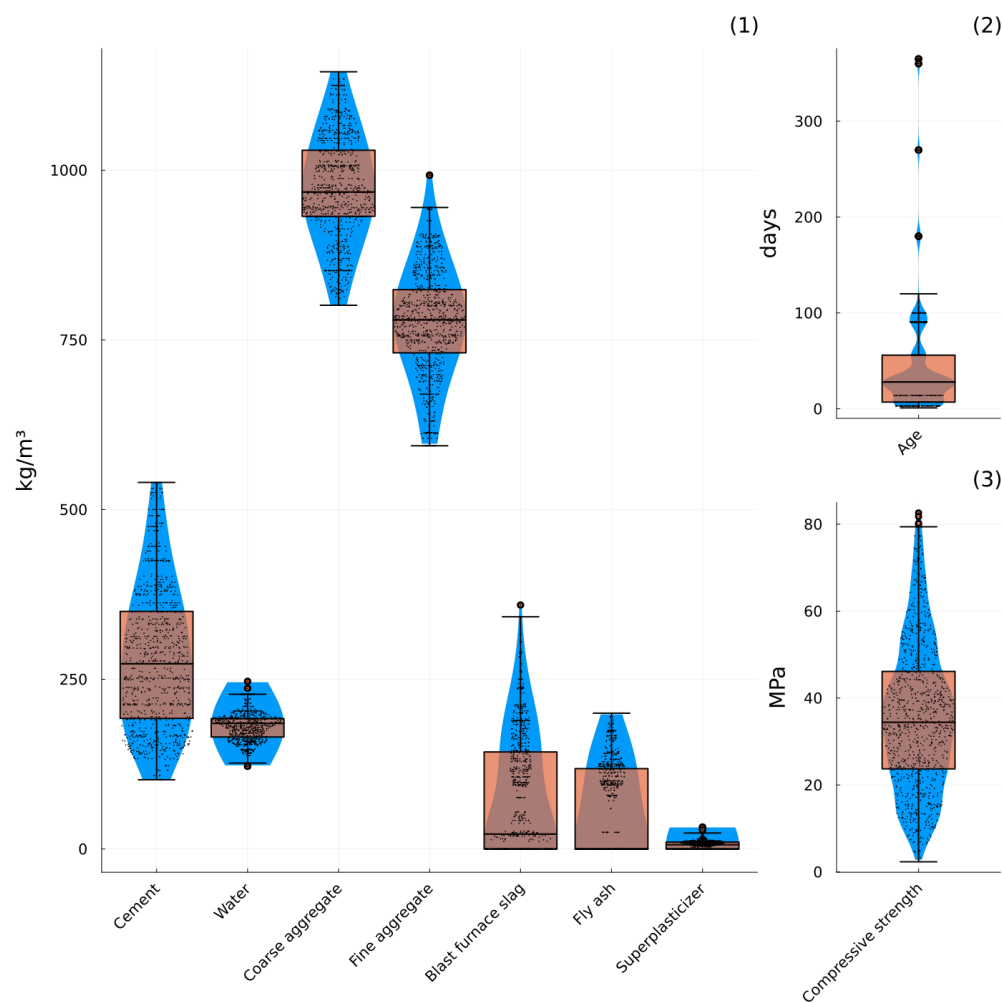 (1)
kg/m³
1000
750
500
250
0
Cement
Water
Coarse aggregate
Fine aggregate
Blast furnace slag
Fly ash
Superplasticizer
(2)
days
300
200
100
0
Age
(3)
MPa
80
60
40
20
0
Compressive strength